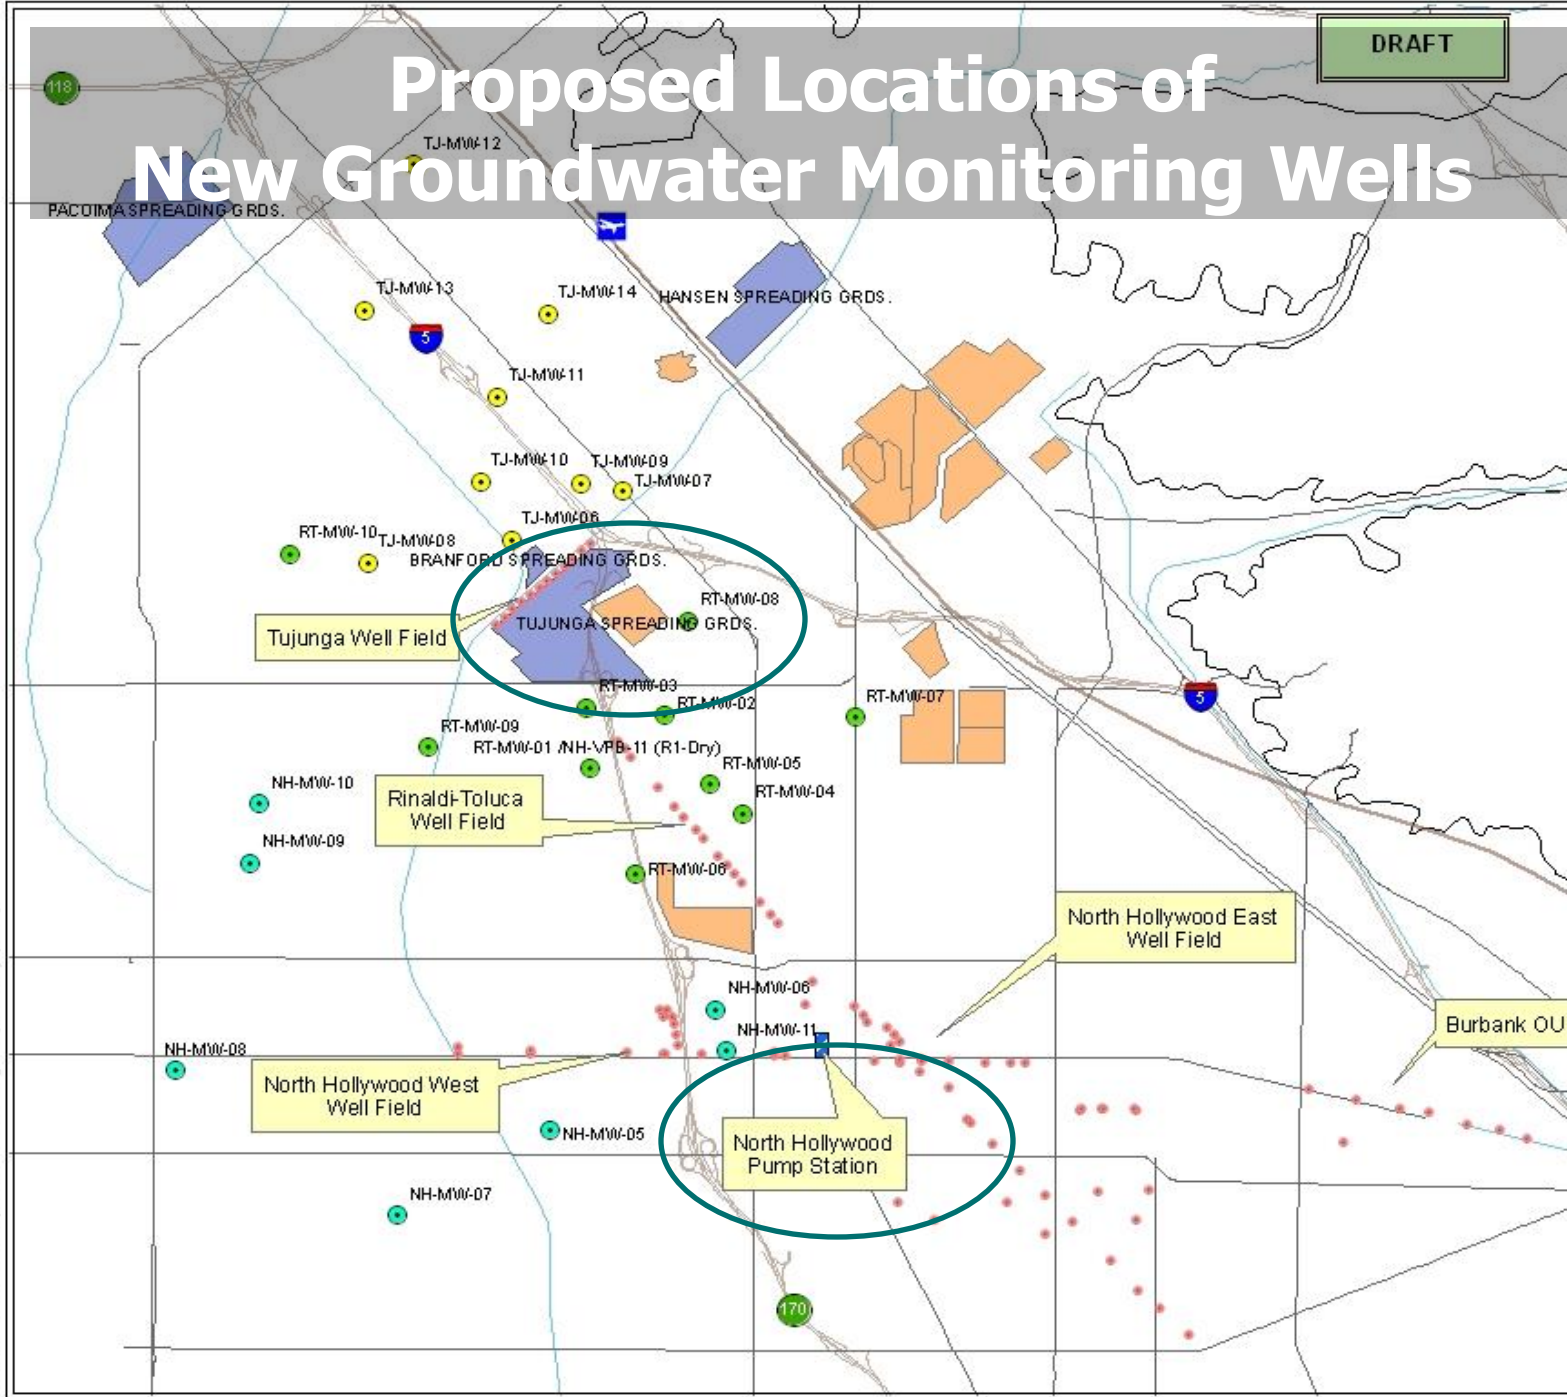 DRAFT
Proposed Locations of
New Groundwater Monitoring Wells
118
TJ-MW-12
PACOIMA SPREADING GRDS.
TJ-MW-13
TJ-MW-14
HANSEN SPREADING GRDS.
5
TJ-MW-11
TJ-MW-10
TJ-MW-09
TJ-MW-07
TJ-MW-06
RT-MW-10
TJ-MW-08
BRANFORD SPREADING GRDS.
RT-MW-08
Tujunga Well Field
TUJUNGA SPREADING GRDS.
RT-MW-03
RT-MW-02
RT-MW-07
5
RT-MW-09
RT-MW-01 /NH-VPB-11 (R1-Dry)
RT-MW-05
NH-MW-10
RT-MW-04
Rinaldi-Toluca
Well Field
NH-MW-09
RT-MW-06
North Hollywood East
Well Field
NH-MW-06
NH-MW-11
Burbank OU
NH-MW-08
North Hollywood West
Well Field
NH-MW-05
North Hollywood
Pump Station
NH-MW-07
170